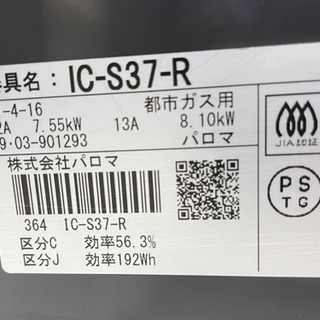 具名：IC-S37-R
-4-16 都市ガス用
2A 7.55kW 13A 8.10kW
9・03-901293 パロマ
JIA認証
株式会社パロマ
PS
TG
364 IC-S37-R
区分C 効率56.3%
区分J 効率192Wh